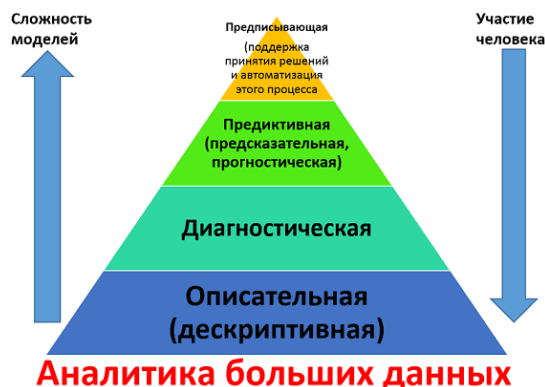 Сложность
моделей
Участие
человека
Предписывающая
(поддержка
принятия решений
и автоматизация
этого процесса
Предиктивная
(предсказательная,
прогностическая)
Диагностическая
Описательная
(дескриптивная)
Аналитика больших данных